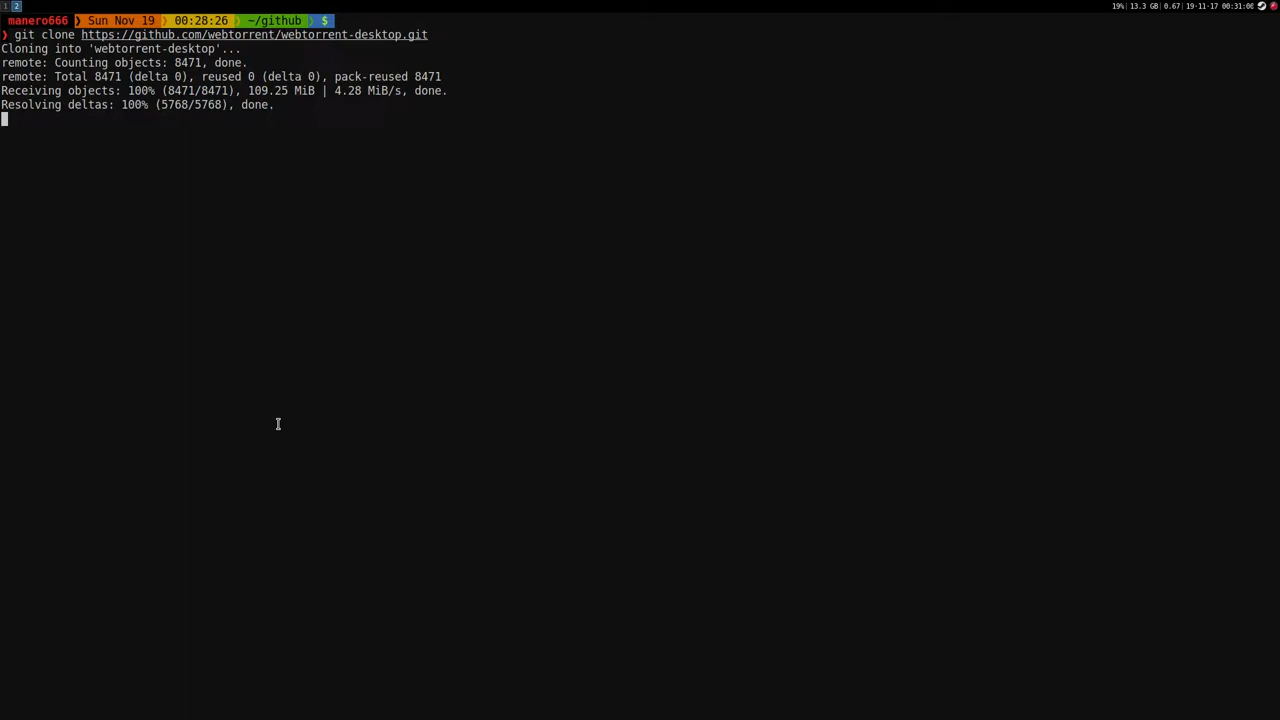 1 2 19% | 13.3 GB | 0.67 | 19-11-17 00:31:00
manero666 ❯ Sun Nov 19 ❯ 00:28:26 ❯ ~/github ❯ $
❯ git clone https://github.com/webtorrent/webtorrent-desktop.git
Cloning into 'webtorrent-desktop'...
remote: Counting objects: 8471, done.
remote: Total 8471 (delta 0), reused 0 (delta 0), pack-reused 8471
Receiving objects: 100% (8471/8471), 109.25 MiB | 4.28 MiB/s, done.
Resolving deltas: 100% (5768/5768), done.